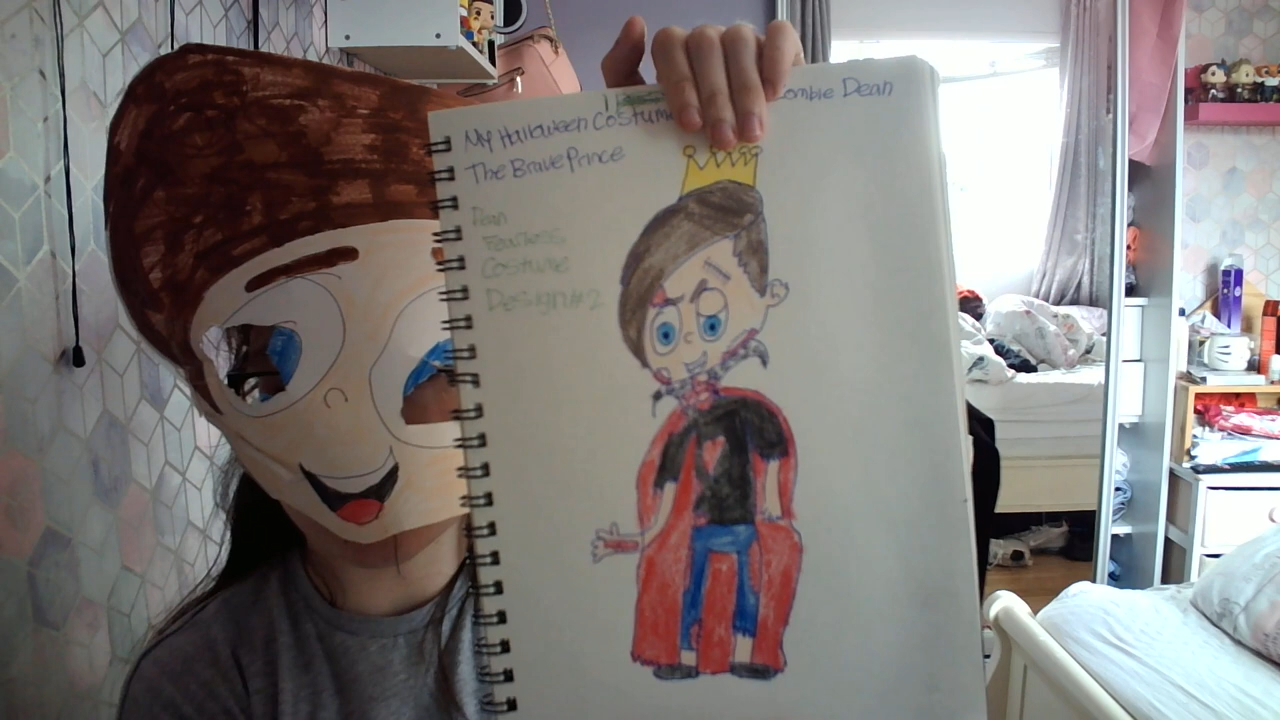 My Halloween Costume
Zombie Dean
The Brave Prince
Dean
Fearless
Costume
Design #2